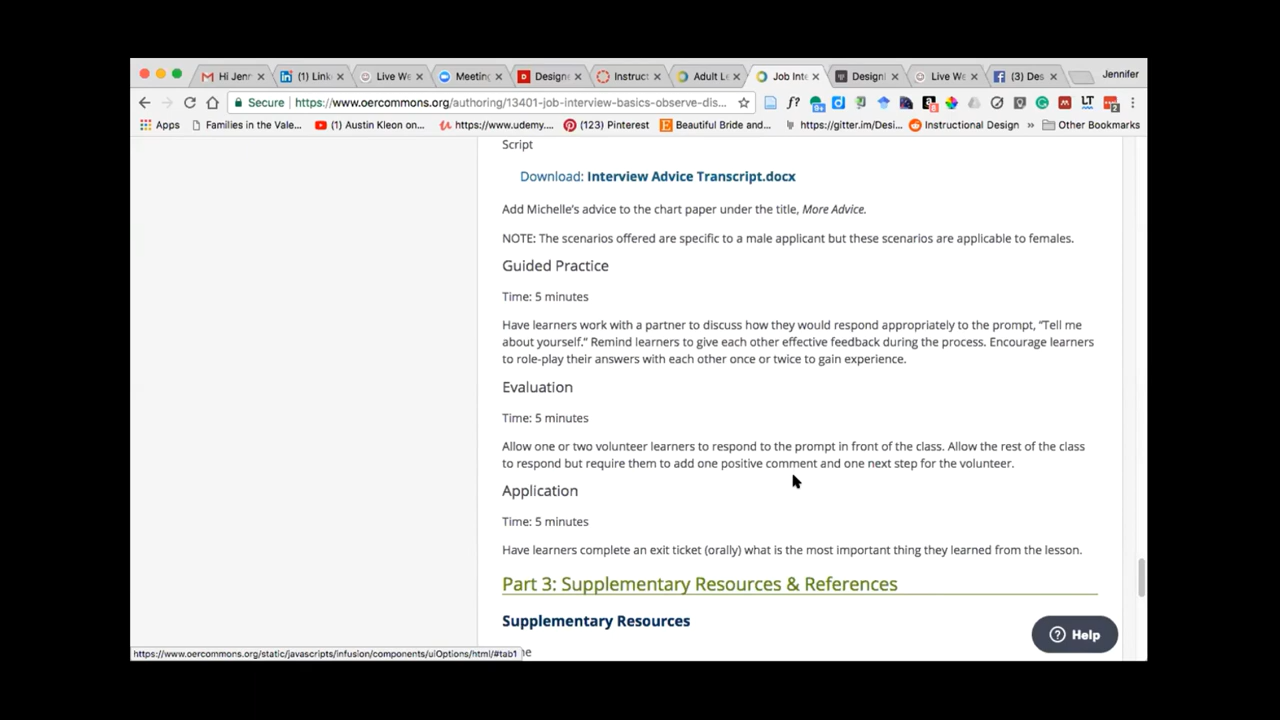 Hi Jenn
(1) Link
Live We
Meeting
Designe
Instruct
Adult Le
Job Inte
Designi
Live We
(3) Des
Jennifer
Secure
https://www.oercommons.org/authoring/13401-job-interview-basics-observe-dis...
Apps
Families in the Vale...
(1) Austin Kleon on...
https://www.udemy....
(123) Pinterest
Beautiful Bride and...
https://gitter.im/Desi...
Instructional Design
»
Other Bookmarks
Script
Download: Interview Advice Transcript.docx
Add Michelle's advice to the chart paper under the title, More Advice.
NOTE: The scenarios offered are specific to a male applicant but these scenarios are applicable to females.
Guided Practice
Time: 5 minutes
Have learners work with a partner to discuss how they would respond appropriately to the prompt, “Tell me
about yourself.” Remind learners to give each other effective feedback during the process. Encourage learners
to role-play their answers with each other once or twice to gain experience.
Evaluation
Time: 5 minutes
Allow one or two volunteer learners to respond to the prompt in front of the class. Allow the rest of the class
to respond but require them to add one positive comment and one next step for the volunteer.
Application
Time: 5 minutes
Have learners complete an exit ticket (orally) what is the most important thing they learned from the lesson.
Part 3: Supplementary Resources & References
Supplementary Resources
Help
https://www.oercommons.org/static/javascripts/infusion/components/uiOptions/html/#tab1